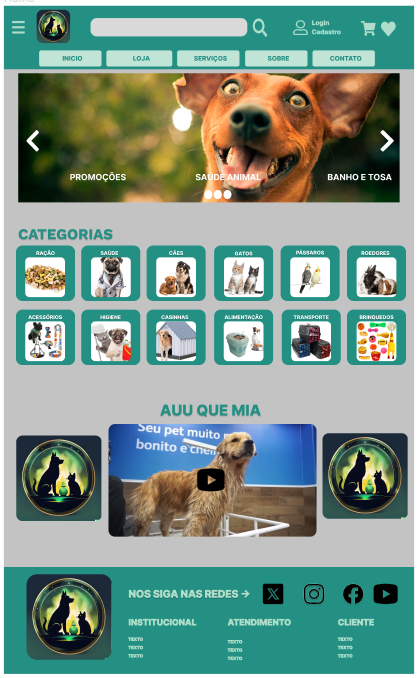 Login
Cadastro
INICIO
LOJA
SERVIÇOS
SOBRE
CONTATO
PROMOÇÕES
SAÚDE ANIMAL
BANHO E TOSA
CATEGORIAS
RAÇÃO
SAÚDE
CÃES
GATOS
PÁSSAROS
ROEDORES
ACESSÓRIOS
HIGIENE
CASINHAS
ALIMENTAÇÃO
TRANSPORTE
BRINQUEDOS
AUU QUE MIA
Seu pet muito
bonito e chei
NOS SIGA NAS REDES →
INSTITUCIONAL
TEXTO
TEXTO
TEXTO
ATENDIMENTO
TEXTO
TEXTO
TEXTO
CLIENTE
TEXTO
TEXTO
TEXTO